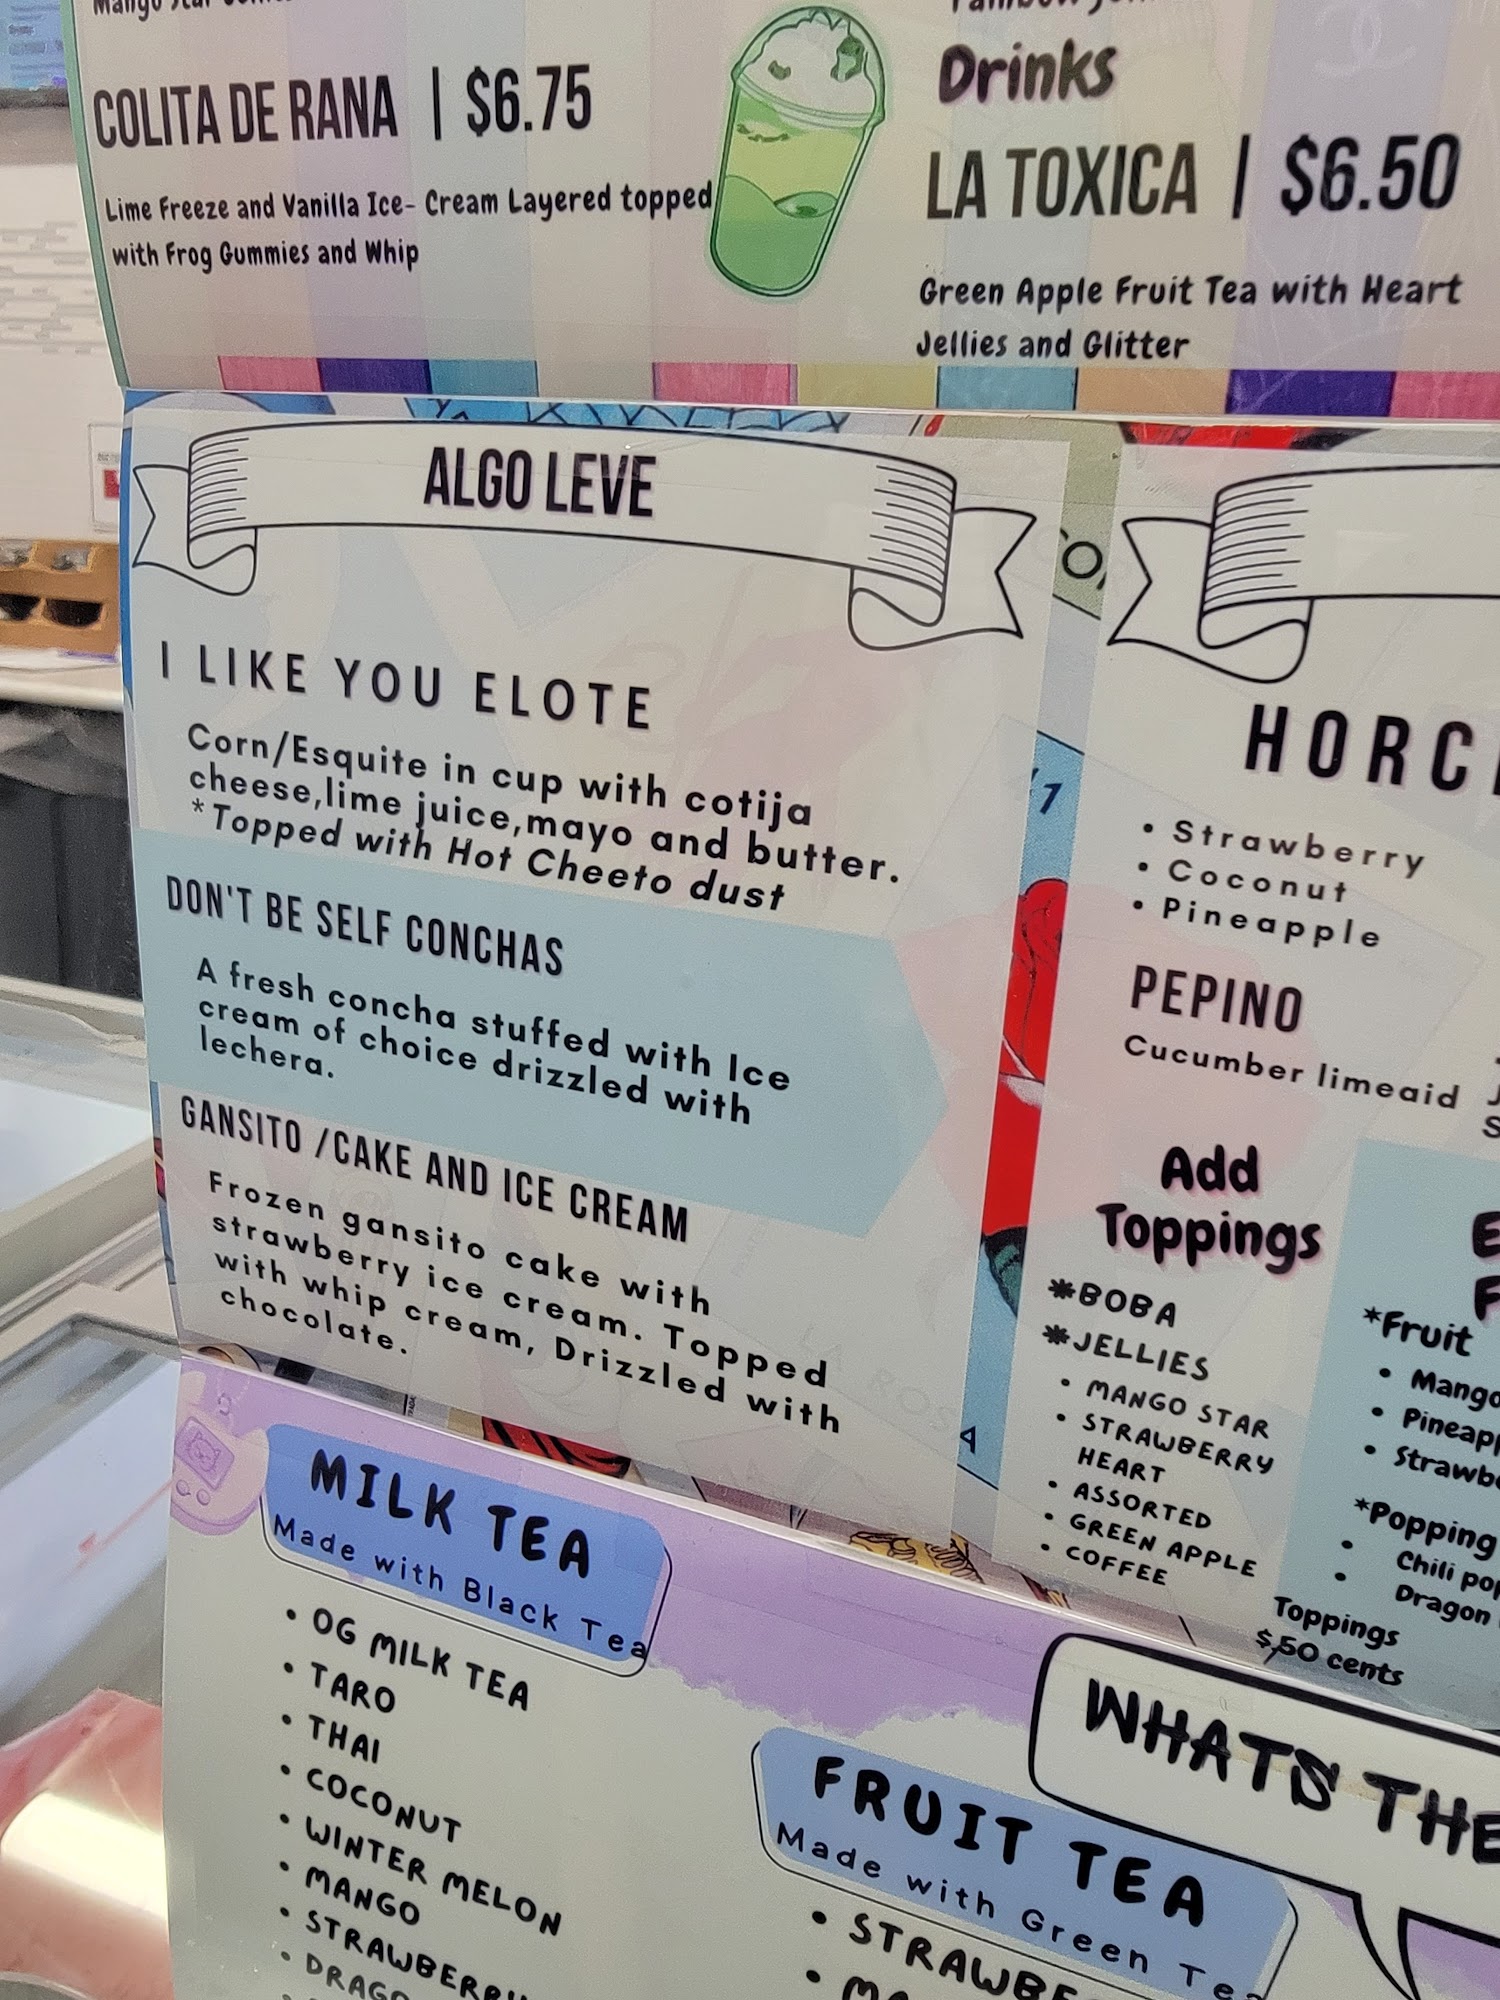 COLITA DE RANA | $6.75
Lime Freeze and Vanilla Ice- Cream Layered topped
with Frog Gummies and Whip
Drinks
LA TOXICA | $6.50
Green Apple Fruit Tea with Heart
Jellies and Glitter
ALGO LEVE
I LIKE YOU ELOTE
Corn/Esquite in cup with cotija
cheese,lime juice,mayo and butter.
*Topped with Hot Cheeto dust
DON'T BE SELF CONCHAS
A fresh concha stuffed with Ice
cream of choice drizzled with
lechera.
GANSITO /CAKE AND ICE CREAM
Frozen gansito cake with
strawberry ice cream. Topped
with whip cream, Drizzled with
chocolate.
• Strawberry
• Coconut
• Pineapple
PEPINO
Cucumber limeaid
Add
Toppings
*BOBA
*JELLIES
• MANGO STAR
• STRAWBERRY
HEART
• ASSORTED
• GREEN APPLE
• COFFEE
*Fruit
• Mango
*Popping
• Chili
• Dragon
Toppings
$.50 cents
MILK TEA
Made with Black Tea
• OG MILK TEA
• TARO
• THAI
• COCONUT
• WINTER MELON
• MANGO
WHATS THE
FRUIT TEA
Made with Green Tea